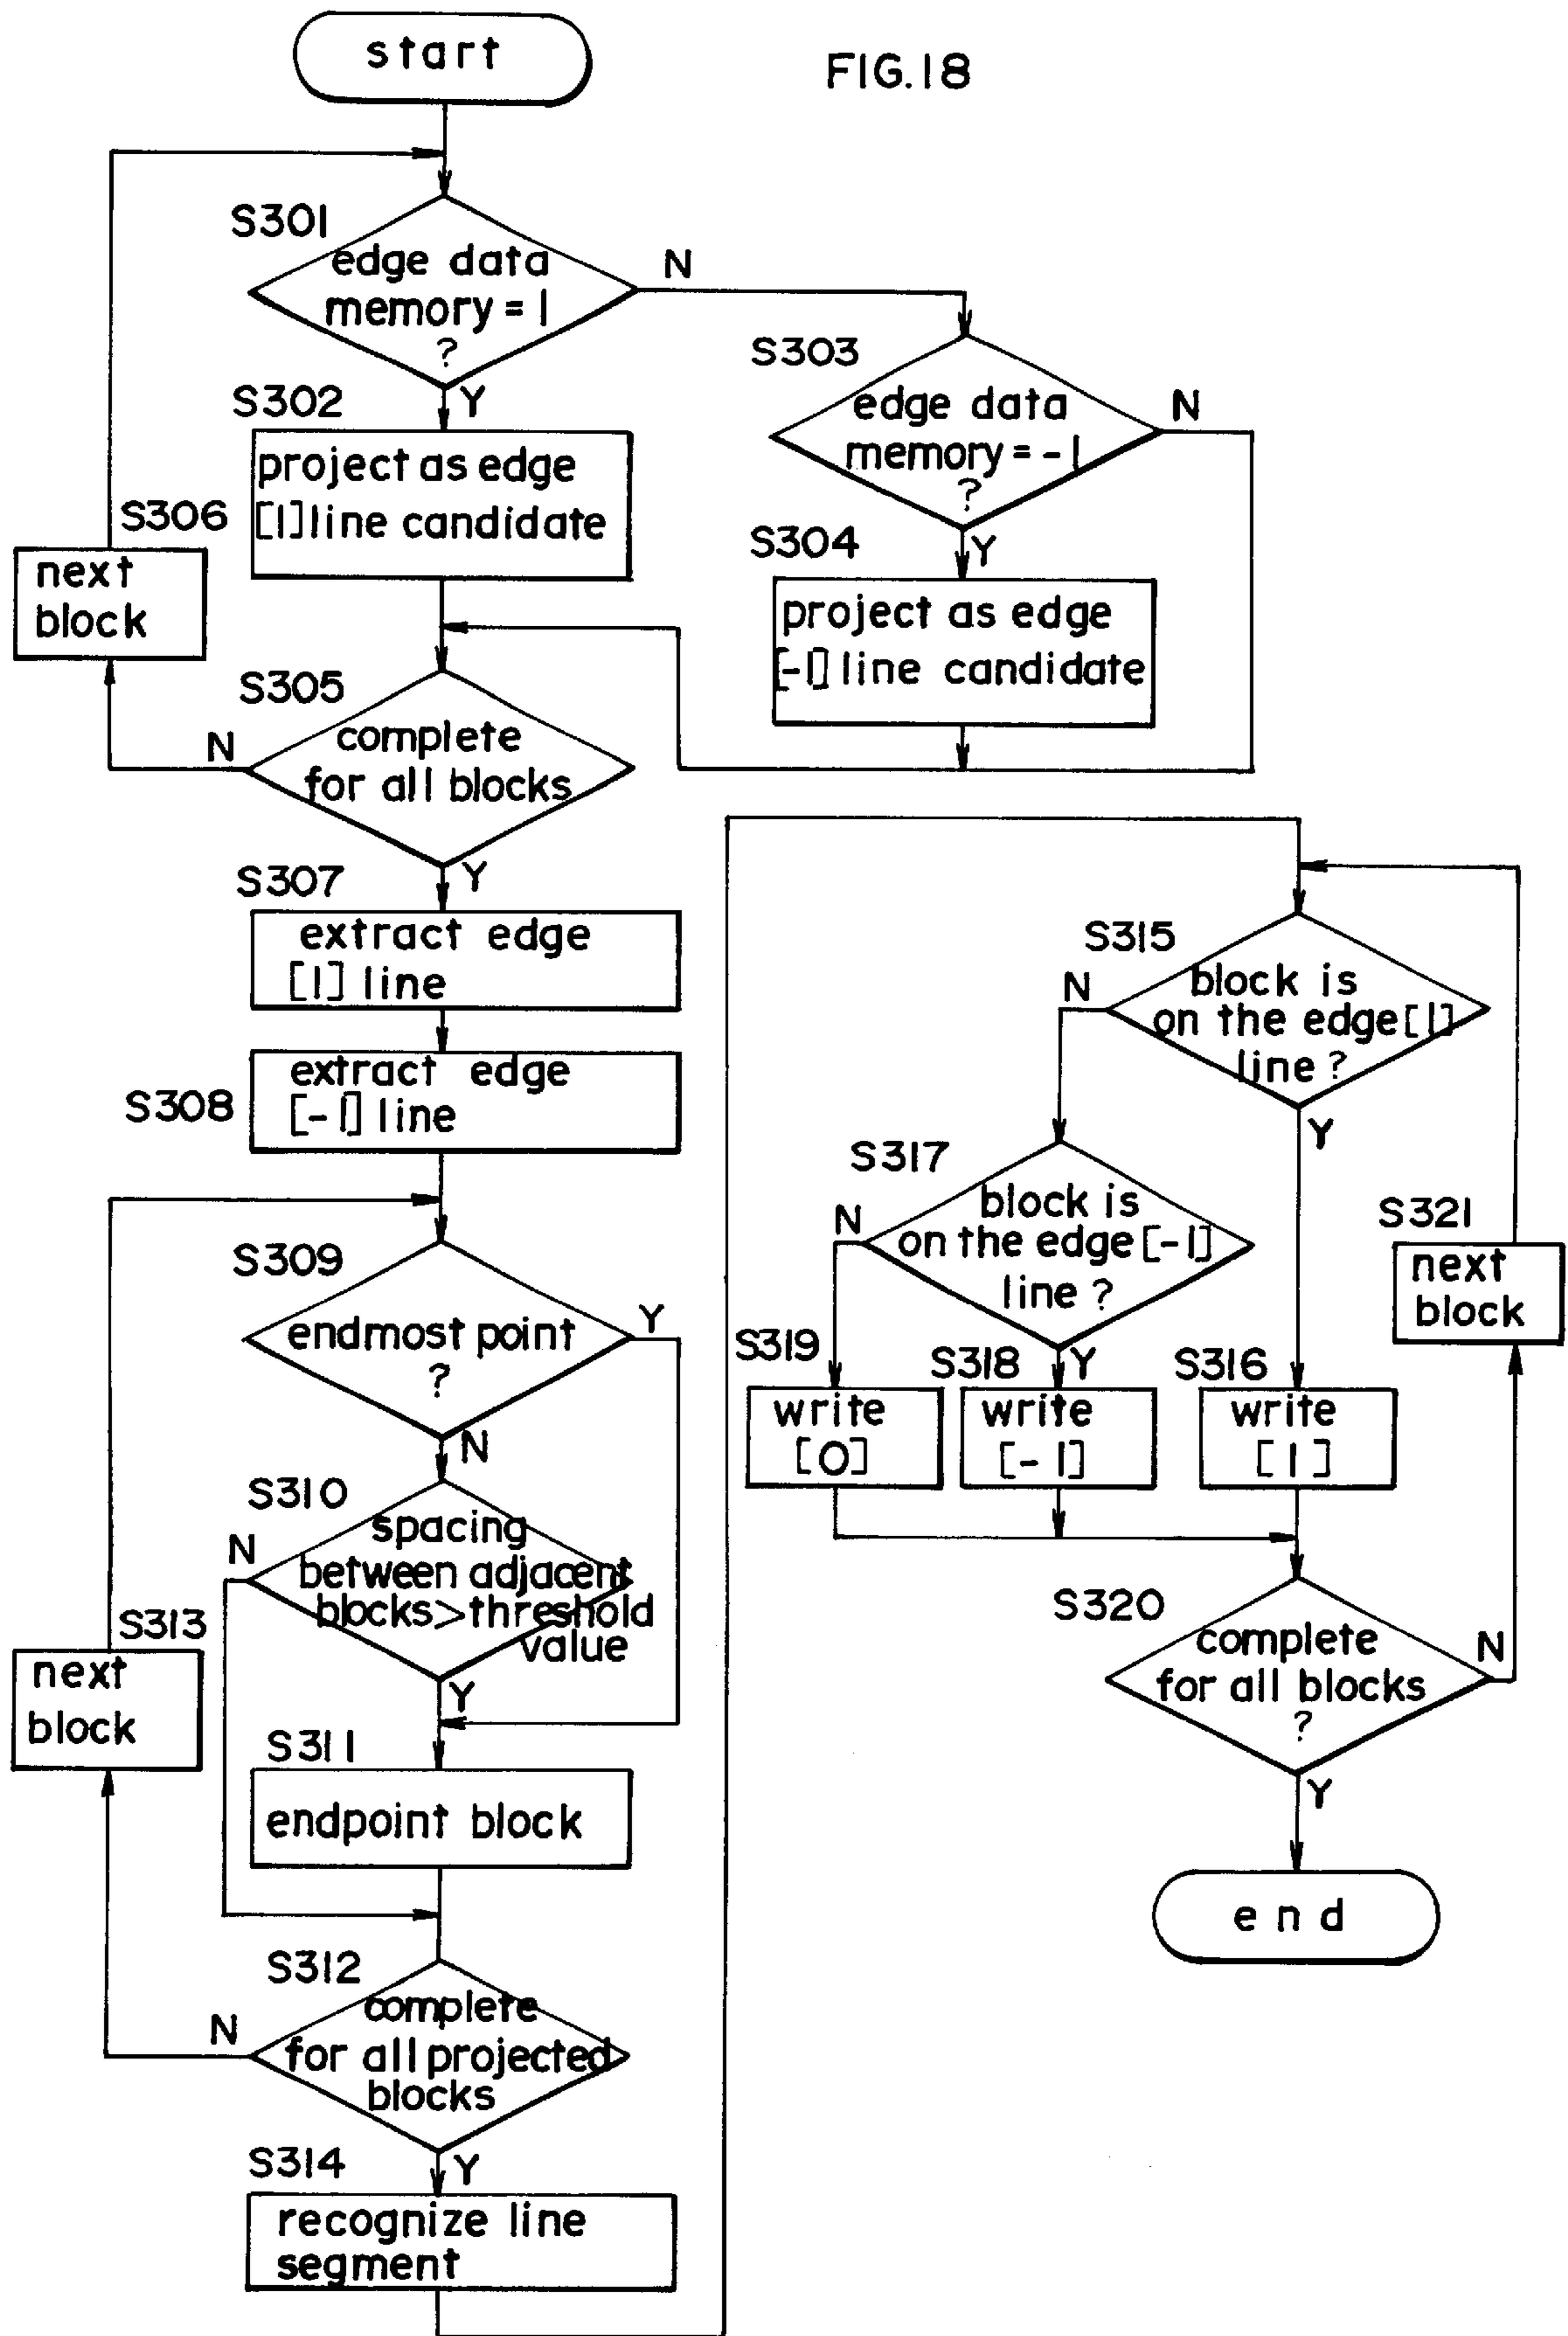 start
FIG.18
S301
edge data
memory = 1
?
N
Y
S302
project as edge
[1] line candidate
S303
edge data
memory = -1
?
N
Y
S304
project as edge
[-1] line candidate
S306
next
block
S305
complete
for all blocks
N
Y
S307
extract edge
[1] line
S308
extract edge
[-1] line
S309
endmost point
?
Y
N
S310
spacing
between adjacent
blocks>threshold
value
N
Y
S313
next
block
S311
endpoint block
S312
complete
for all projected
blocks
N
Y
S314
recognize line
segment
S315
block is
on the edge [1]
line ?
N
Y
S317
block is
on the edge [-1]
line ?
N
Y
S321
next
block
S319
write
[0]
S318
write
[-1]
S316
write
[1]
S320
complete
for all blocks
?
N
Y
end